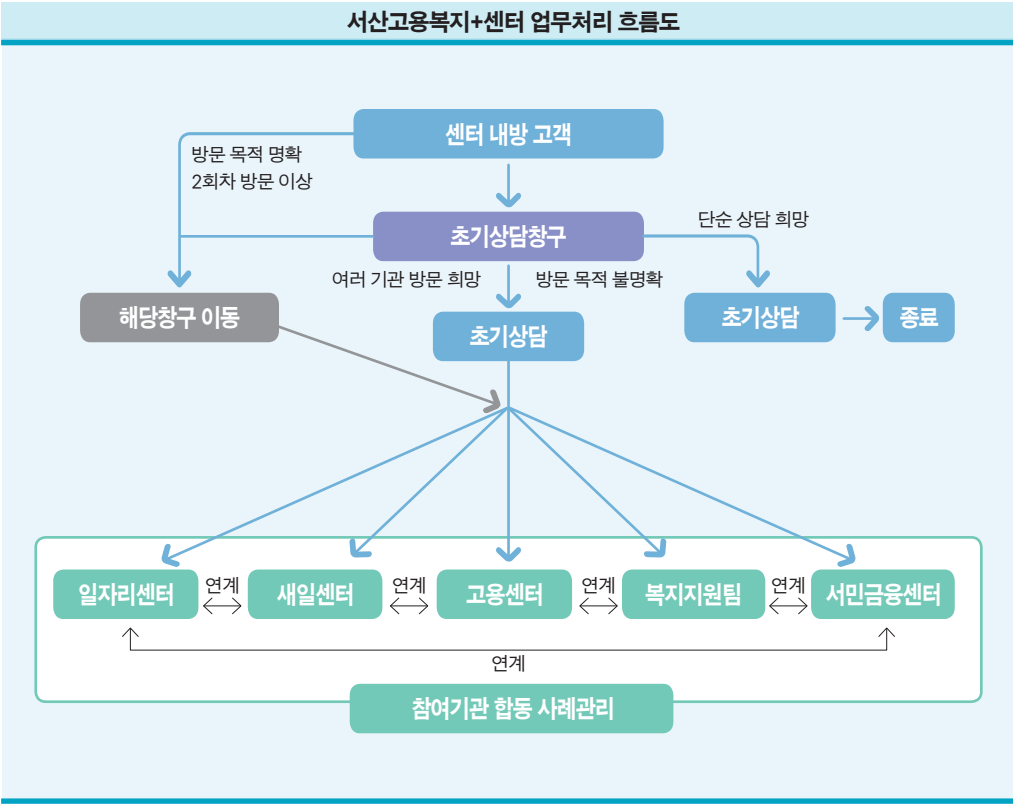 서산고용복지+센터 업무처리 흐름도
센터 내방 고객
방문 목적 명확
2회차 방문 이상
초기상담창구
단순 상담 희망
여러 기관 방문 희망
방문 목적 불명확
해당창구 이동
초기상담
초기상담
종료
일자리센터
연계
새일센터
연계
고용센터
연계
복지지원팀
연계
서민금융센터
연계
참여기관 합동 사례관리